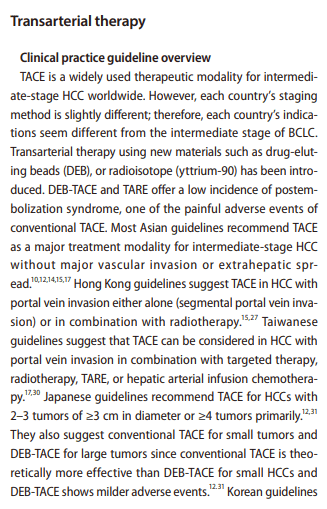 Transarterial therapy
Clinical practice guideline overview
TACE is a widely used therapeutic modality for intermedi-
ate-stage HCC worldwide. However, each country's staging
method is slightly different; therefore, each country's indica-
tions seem different from the intermediate stage of BCLC.
Transarterial therapy using new materials such as drug-elut-
ing beads (DEB), or radioisotope (yttrium-90) has been intro-
duced. DEB-TACE and TARE offer a low incidence of postem-
bolization syndrome, one of the painful adverse events of
conventional TACE. Most Asian guidelines recommend TACE
as a major treatment modality for intermediate-stage HCC
without major vascular invasion or extrahepatic spr-
ead.10,12,14,15,17 Hong Kong guidelines suggest TACE in HCC with
portal vein invasion either alone (segmental portal vein inva-
sion) or in combination with radiotherapy.15,27 Taiwanese
guidelines suggest that TACE can be considered in HCC with
portal vein invasion in combination with targeted therapy,
radiotherapy, TARE, or hepatic arterial infusion chemothera-
py.17,30 Japanese guidelines recommend TACE for HCCs with
2–3 tumors of ≥3 cm in diameter or ≥4 tumors primarily.12,31
They also suggest conventional TACE for small tumors and
DEB-TACE for large tumors since conventional TACE is theo-
retically more effective than DEB-TACE for small HCCs and
DEB-TACE shows milder adverse events.12.31 Korean guidelines